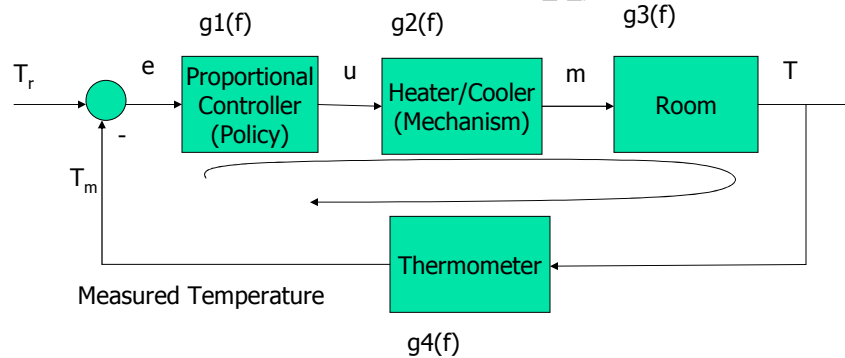 g1(f)
g2(f)
g3(f)
Tr
e
Proportional
Controller
(Policy)
u
Heater/Cooler
(Mechanism)
m
Room
T
-
Tm
Thermometer
Measured Temperature
g4(f)